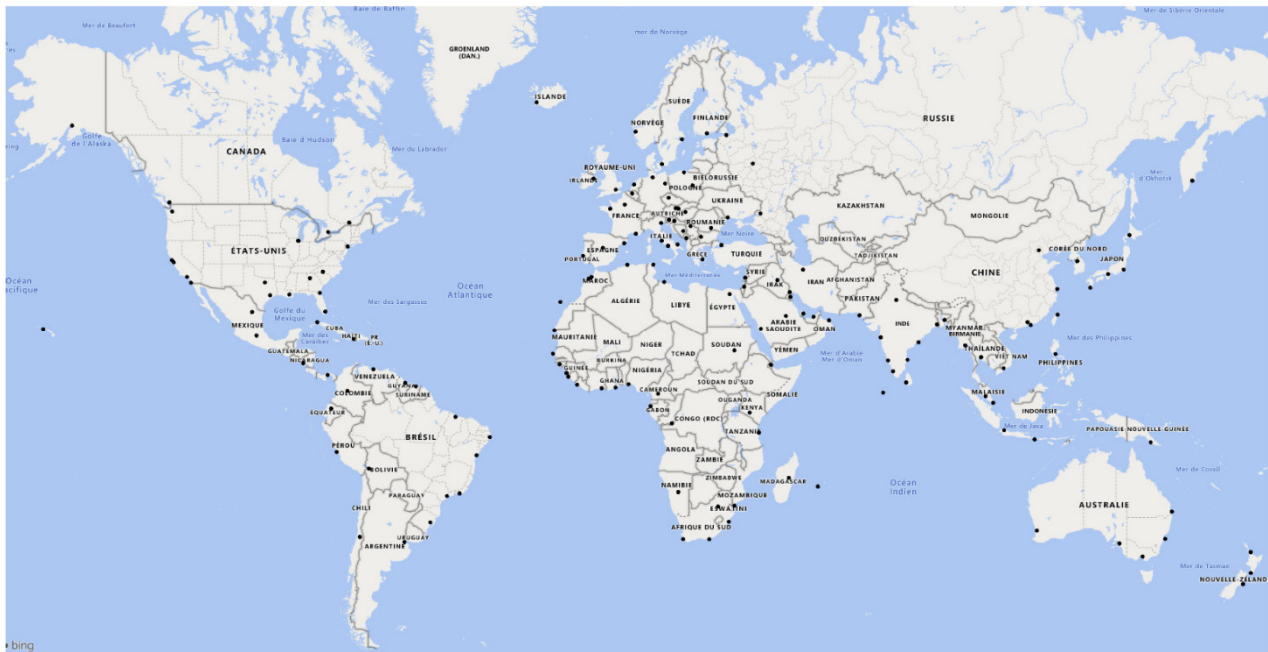 Baie de Baffin
Mer de Beaufort
Mer de Sibérie Orientale
mer de Norvège
GROENLAND
(DAN.)
ISLANDE
SUÈDE
FINLANDE
NORVÈGE
RUSSIE
Golfe
de l'Alaska
Baie d'Hudson
Mer du Labrador
CANADA
Mer
d'Okhotsk
ROYAUME-UNI
IRLANDE
BIÉLORUSSIE
POLOGNE
UKRAINE
KAZAKHSTAN
MONGOLIE
FRANCE
AUTRICHE
ROUMANIE
ITALIE
Mer Noire
OUZBÉKISTAN
CORÉE DU NORD
ÉTATS-UNIS
ESPAGNE
PORTUGAL
GRÈCE
TURQUIE
TADJIKISTAN
JAPON
CHINE
Océan
Pacifique
Océan
Atlantique
Mer des Sargasses
Mer Méditerranée
MAROC
SYRIE
IRAK
IRAN
AFGHANISTAN
PAKISTAN
ALGÉRIE
LIBYE
ÉGYPTE
Golfe du
Mexique
MEXIQUE
CUBA
HAÏTI
PR
(É.-U.)
Mer des
Caraïbes
ARABIE
SAOUDITE
OMAN
INDE
MYANMAR
BIRMANIE
MAURITANIE
MALI
NIGER
TCHAD
SOUDAN
YÉMEN
Mer d'Arabie
Mer d'Oman
THAÏLANDE
VIÊT NAM
Mer des Philippines
PHILIPPINES
GUATEMALA
NICARAGUA
BURKINA
GUINÉE
GHANA
NIGÉRIA
VENEZUELA
GUYANA
SURINAME
COLOMBIE
CAMEROUN
SOUDAN DU SUD
SOMALIE
MALAISIE
ÉQUATEUR
GABON
OUGANDA
KENYA
CONGO (RDC)
INDONÉSIE
Mer de Java
PAPOUASIE-NOUVELLE-GUINÉE
TANZANIE
BRÉSIL
PÉROU
ANGOLA
BOLIVIE
ZAMBIE
Mer de Corail
ZIMBABWE
MADAGASCAR
Océan
Indien
NAMIBIE
PARAGUAY
MOZAMBIQUE
CHILI
ESWATINI
AUSTRALIE
AFRIQUE DU SUD
URUGUAY
ARGENTINE
Mer de Tasman
NOUVELLE-ZÉLAND
bing